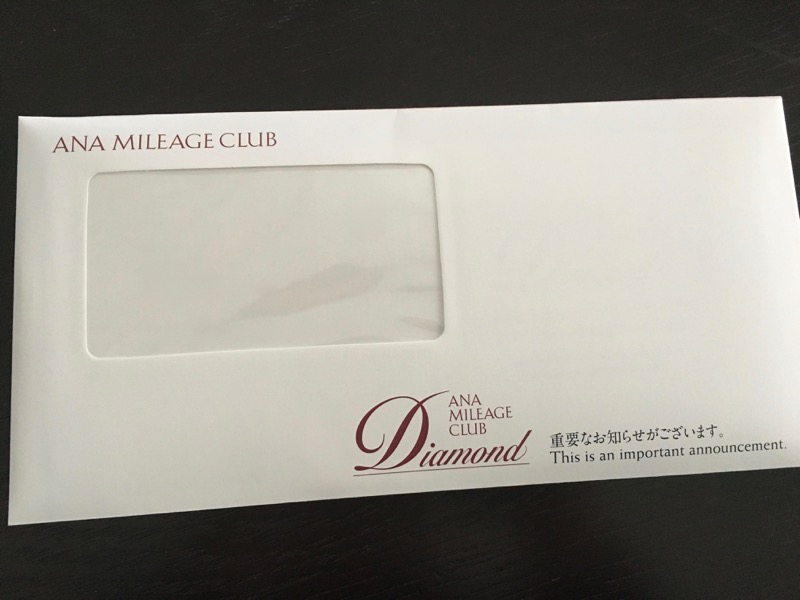 ANA MILEAGE CLUB
ANA
MILEAGE
CLUB
Diamond
重要なお知らせがございます。
This is an important announcement.